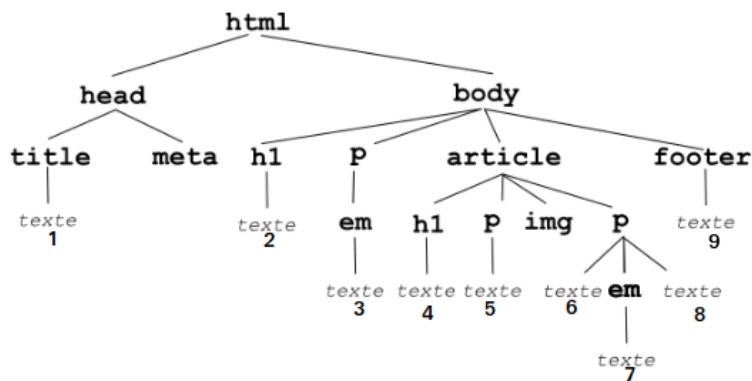 html
head body
title meta h1 p article footer
texte texte em h1 p img p texte
1 2 9
texte texte texte texte em texte
3 4 5 6 8
texte
7